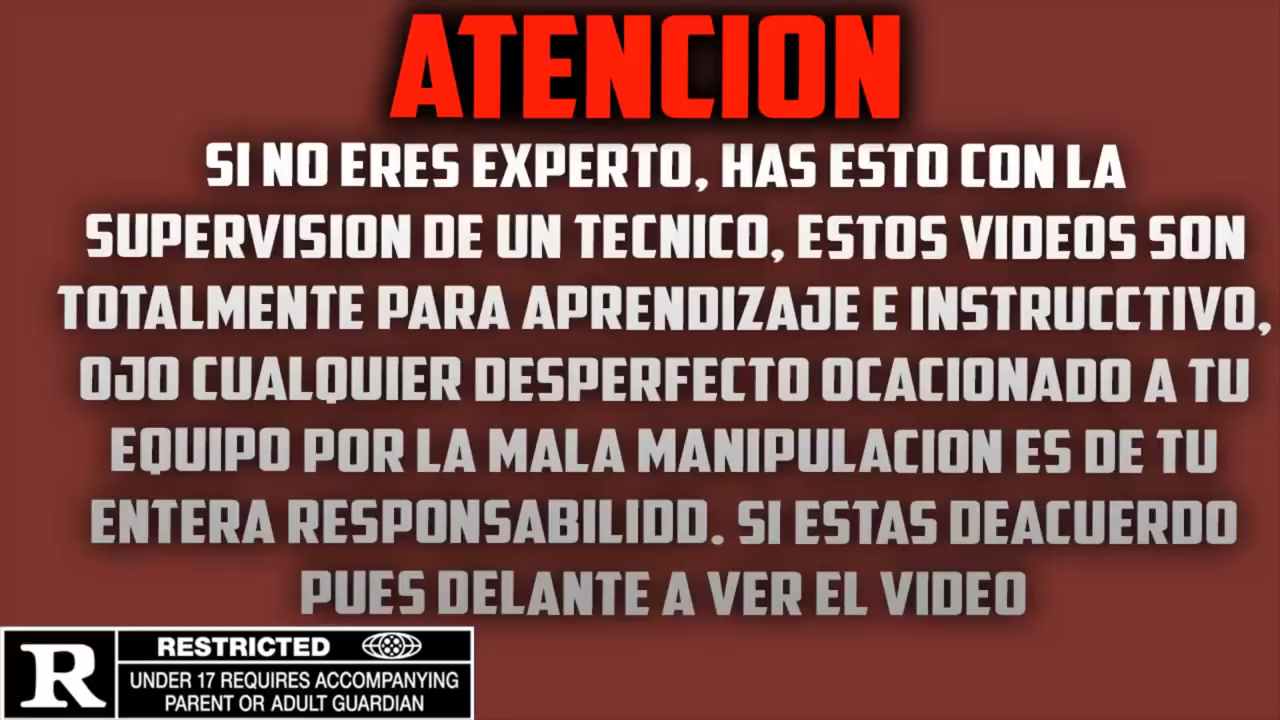 ATENCION
SI NO ERES EXPERTO, HAS ESTO CON LA
SUPERVISION DE UN TECNICO, ESTOS VIDEOS SON
TOTALMENTE PARA APRENDIZAJE E INSTRUCCTIVO,
OJO CUALQUIER DESPERFECTO OCACIONADO A TU
EQUIPO POR LA MALA MANIPULACION ES DE TU
ENTERA RESPONSABILIDD. SI ESTAS DEACUERDO
PUES DELANTE A VER EL VIDEO
R
RESTRICTED
UNDER 17 REQUIRES ACCOMPANYING
PARENT OR ADULT GUARDIAN